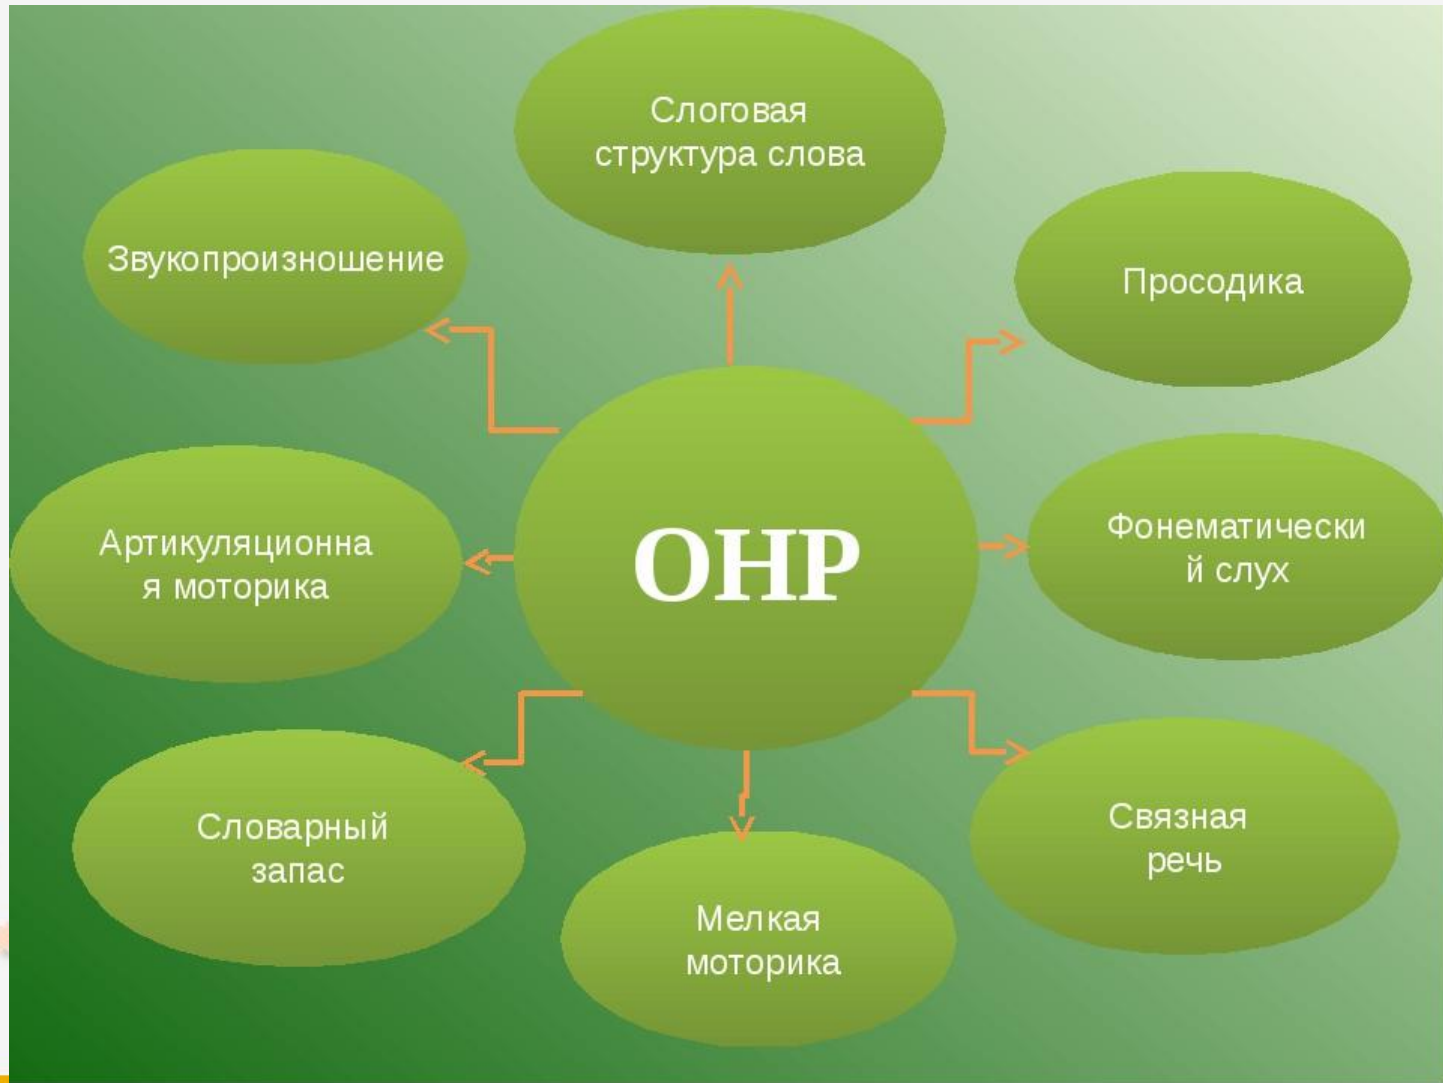 Слоговая
структура слова
Звукопроизношение
Просодика
Артикуляционна
я моторика
ОНР
Фонематически
й слух
Словарный
запас
Связная
речь
Мелкая
моторика